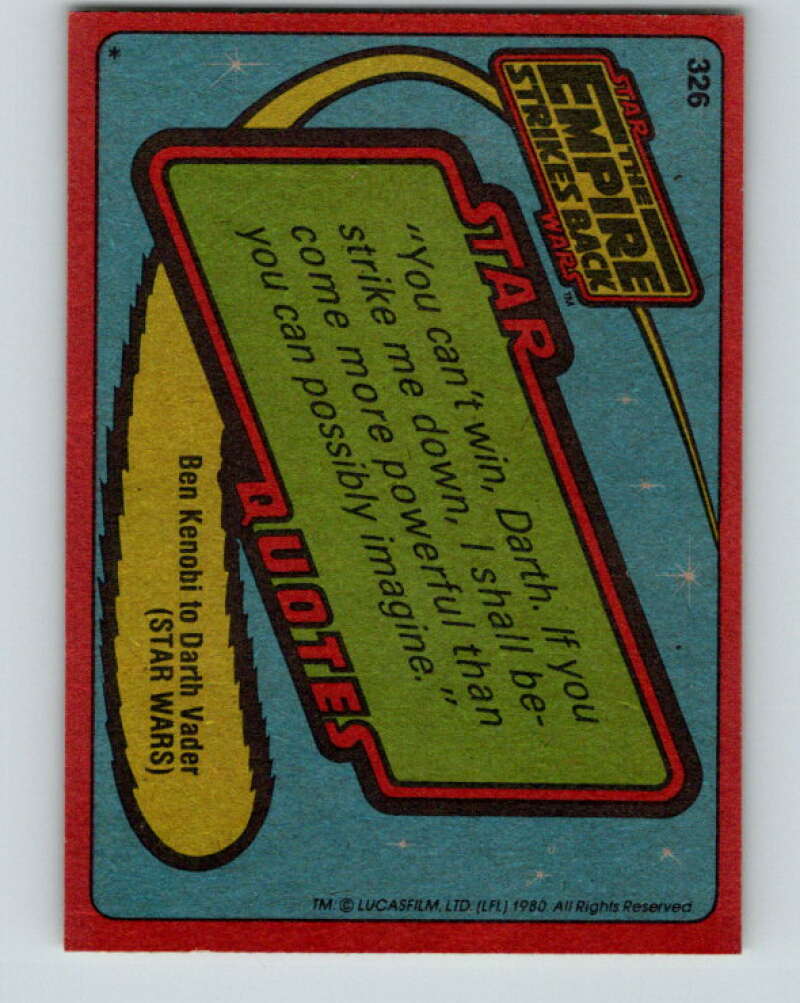 326
STAR
THE
EMPIRE
STRIKES BACK
WARS™
STAR
"You can't win, Darth. If you
strike me down, I shall be-
come more powerful than
you can possibly imagine."
QUOTES
Ben Kenobi to Darth Vader
(STAR WARS)
*
TM: © LUCASFILM, LTD. (LFL) 1980. All Rights Reserved